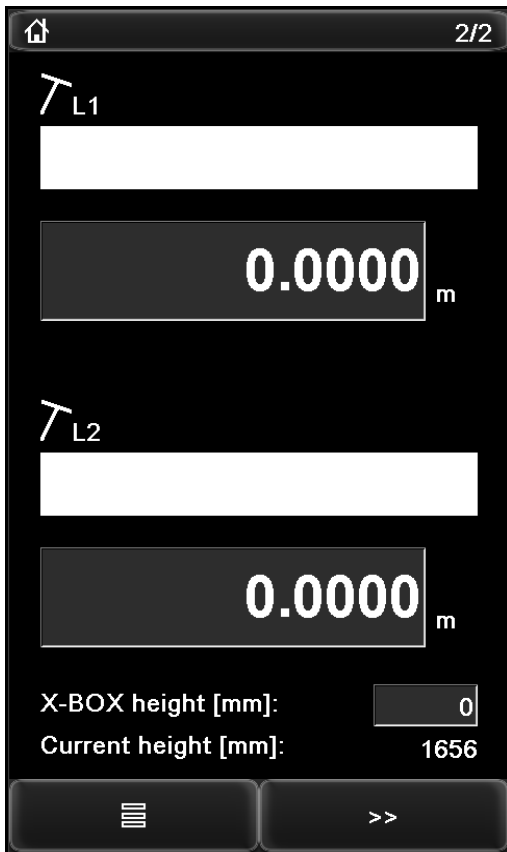 2/2
L1
0.0000 m
L2
0.0000 m
X-BOX height [mm]: 0
Current height [mm]: 1656
>>